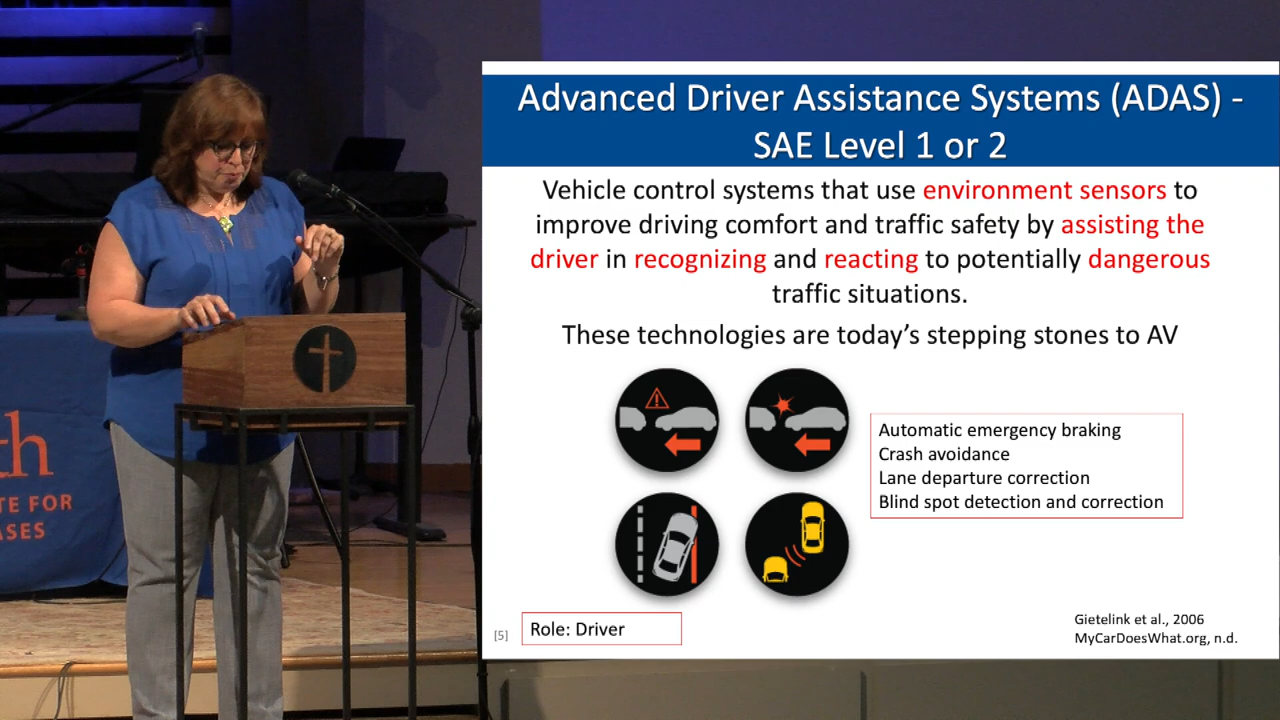 Advanced Driver Assistance Systems (ADAS) -
SAE Level 1 or 2
Vehicle control systems that use environment sensors to
improve driving comfort and traffic safety by assisting the
driver in recognizing and reacting to potentially dangerous
traffic situations.
These technologies are today's stepping stones to AV
Automatic emergency braking
Crash avoidance
Lane departure correction
Blind spot detection and correction
Role: Driver
[5]
Gietelink et al., 2006
MyCarDoesWhat.org, n.d.
th
TE FOR
ASES